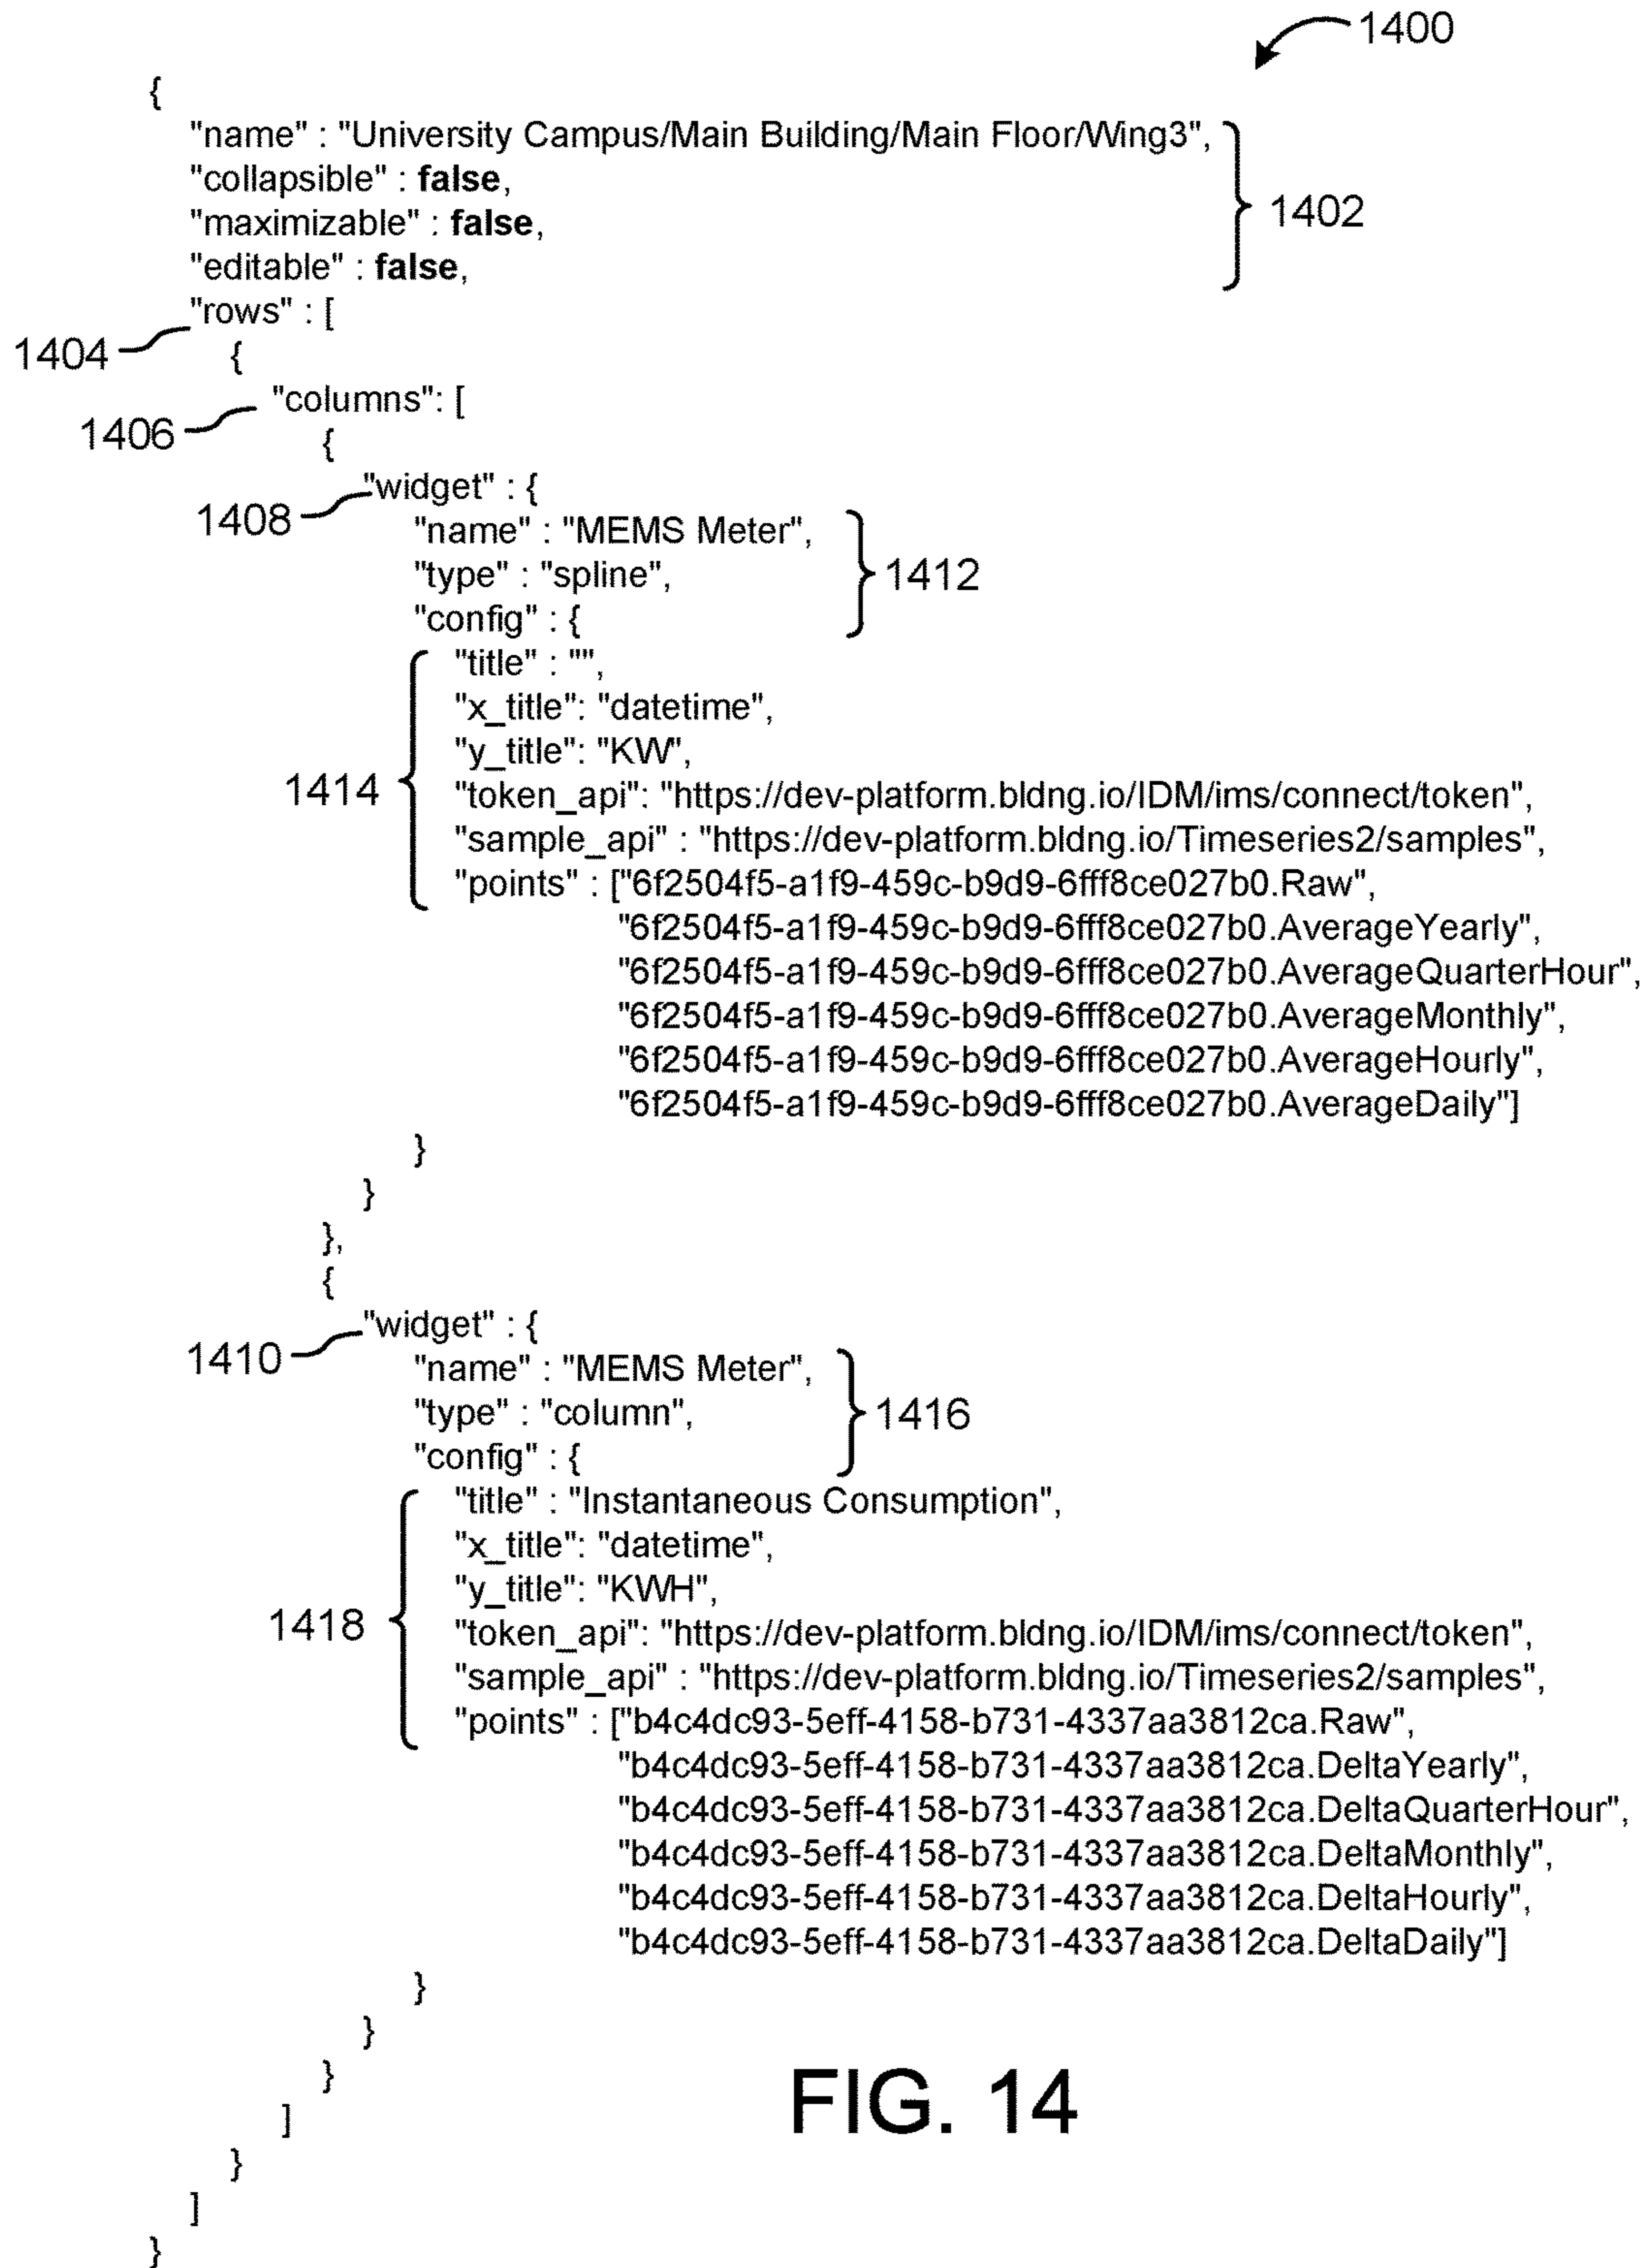 1400
{
"name" : "University Campus/Main Building/Main Floor/Wing3",
"collapsible" : false,
"maximizable" : false,
1402
"editable" : false,
"rows" : [
1404
{
"columns": [
1406
{
"widget" : {
1408
"name" : "MEMS Meter",
"type" : "spline",
1412
"config" : {
"title" : "",
"x_title": "datetime",
"y_title": "KW",
1414
"token_api": "https://dev-platform.bldng.io/IDM/ims/connect/token",
"sample_api" : "https://dev-platform.bldng.io/Timeseries2/samples",
"points" : ["6f2504f5-a1f9-459c-b9d9-6fff8ce027b0.Raw",
"6f2504f5-a1f9-459c-b9d9-6fff8ce027b0.AverageYearly",
"6f2504f5-a1f9-459c-b9d9-6fff8ce027b0.AverageQuarterHour",
"6f2504f5-a1f9-459c-b9d9-6fff8ce027b0.AverageMonthly",
"6f2504f5-a1f9-459c-b9d9-6fff8ce027b0.AverageHourly",
"6f2504f5-a1f9-459c-b9d9-6fff8ce027b0.AverageDaily"]
}
}
},
{
"widget" : {
1410
"name" : "MEMS Meter",
"type" : "column",
1416
"config" : {
"title" : "Instantaneous Consumption",
"x_title": "datetime",
"y_title": "KWH",
1418
"token_api": "https://dev-platform.bldng.io/IDM/ims/connect/token",
"sample_api" : "https://dev-platform.bldng.io/Timeseries2/samples",
"points" : ["b4c4dc93-5eff-4158-b731-4337aa3812ca.Raw",
"b4c4dc93-5eff-4158-b731-4337aa3812ca.DeltaYearly",
"b4c4dc93-5eff-4158-b731-4337aa3812ca.DeltaQuarterHour",
"b4c4dc93-5eff-4158-b731-4337aa3812ca.DeltaMonthly",
"b4c4dc93-5eff-4158-b731-4337aa3812ca.DeltaHourly",
"b4c4dc93-5eff-4158-b731-4337aa3812ca.DeltaDaily"]
}
}
}
]
}
]
}
FIG. 14